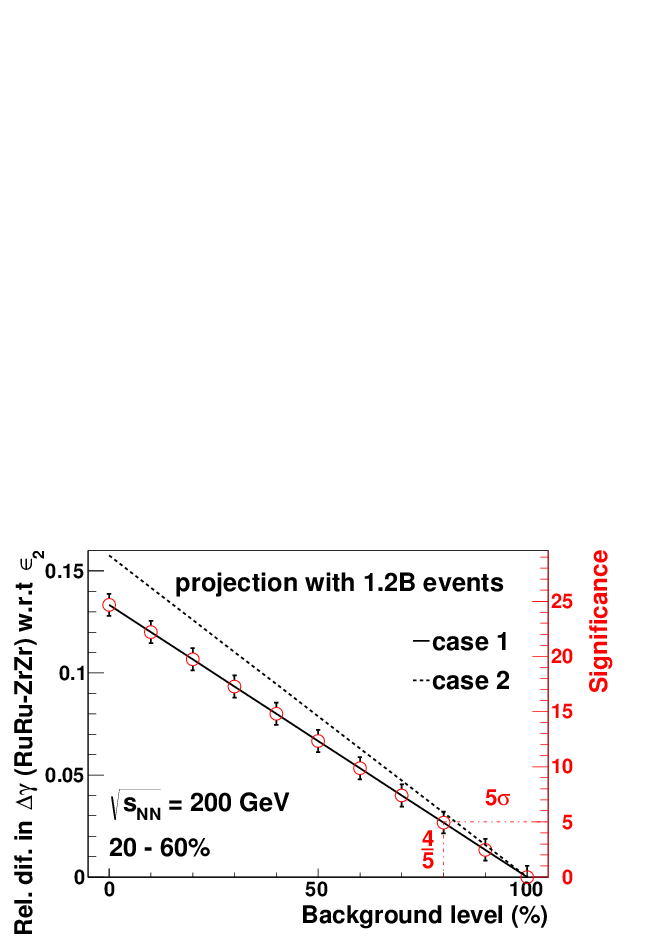 Rel. dif. in Δγ (RuRu-ZrZr) w.r.t ϵ₂
0.15
0.1
0.05
0
projection with 1.2B events
case 1
case 2
√sNN = 200 GeV
20 - 60%
5σ
4/5
0 50 100
Background level (%)
25
20
15
10
5
0
Significance